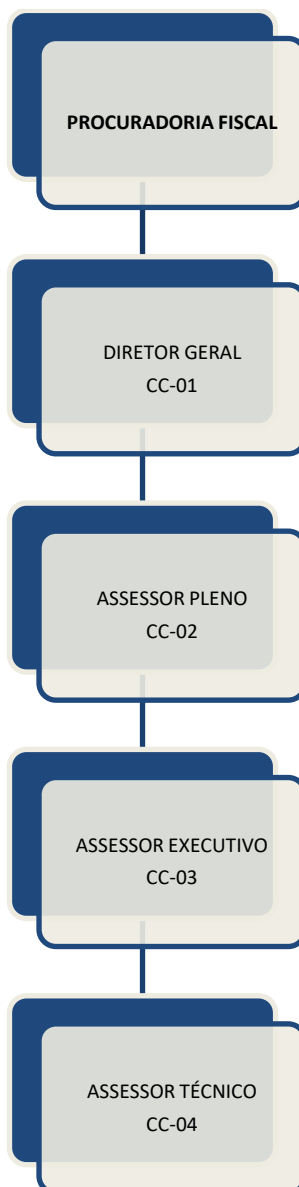 PROCURADORIA FISCAL
DIRETOR GERAL
CC-01
ASSESSOR PLENO
CC-02
ASSESSOR EXECUTIVO
CC-03
ASSESSOR TÉCNICO
CC-04